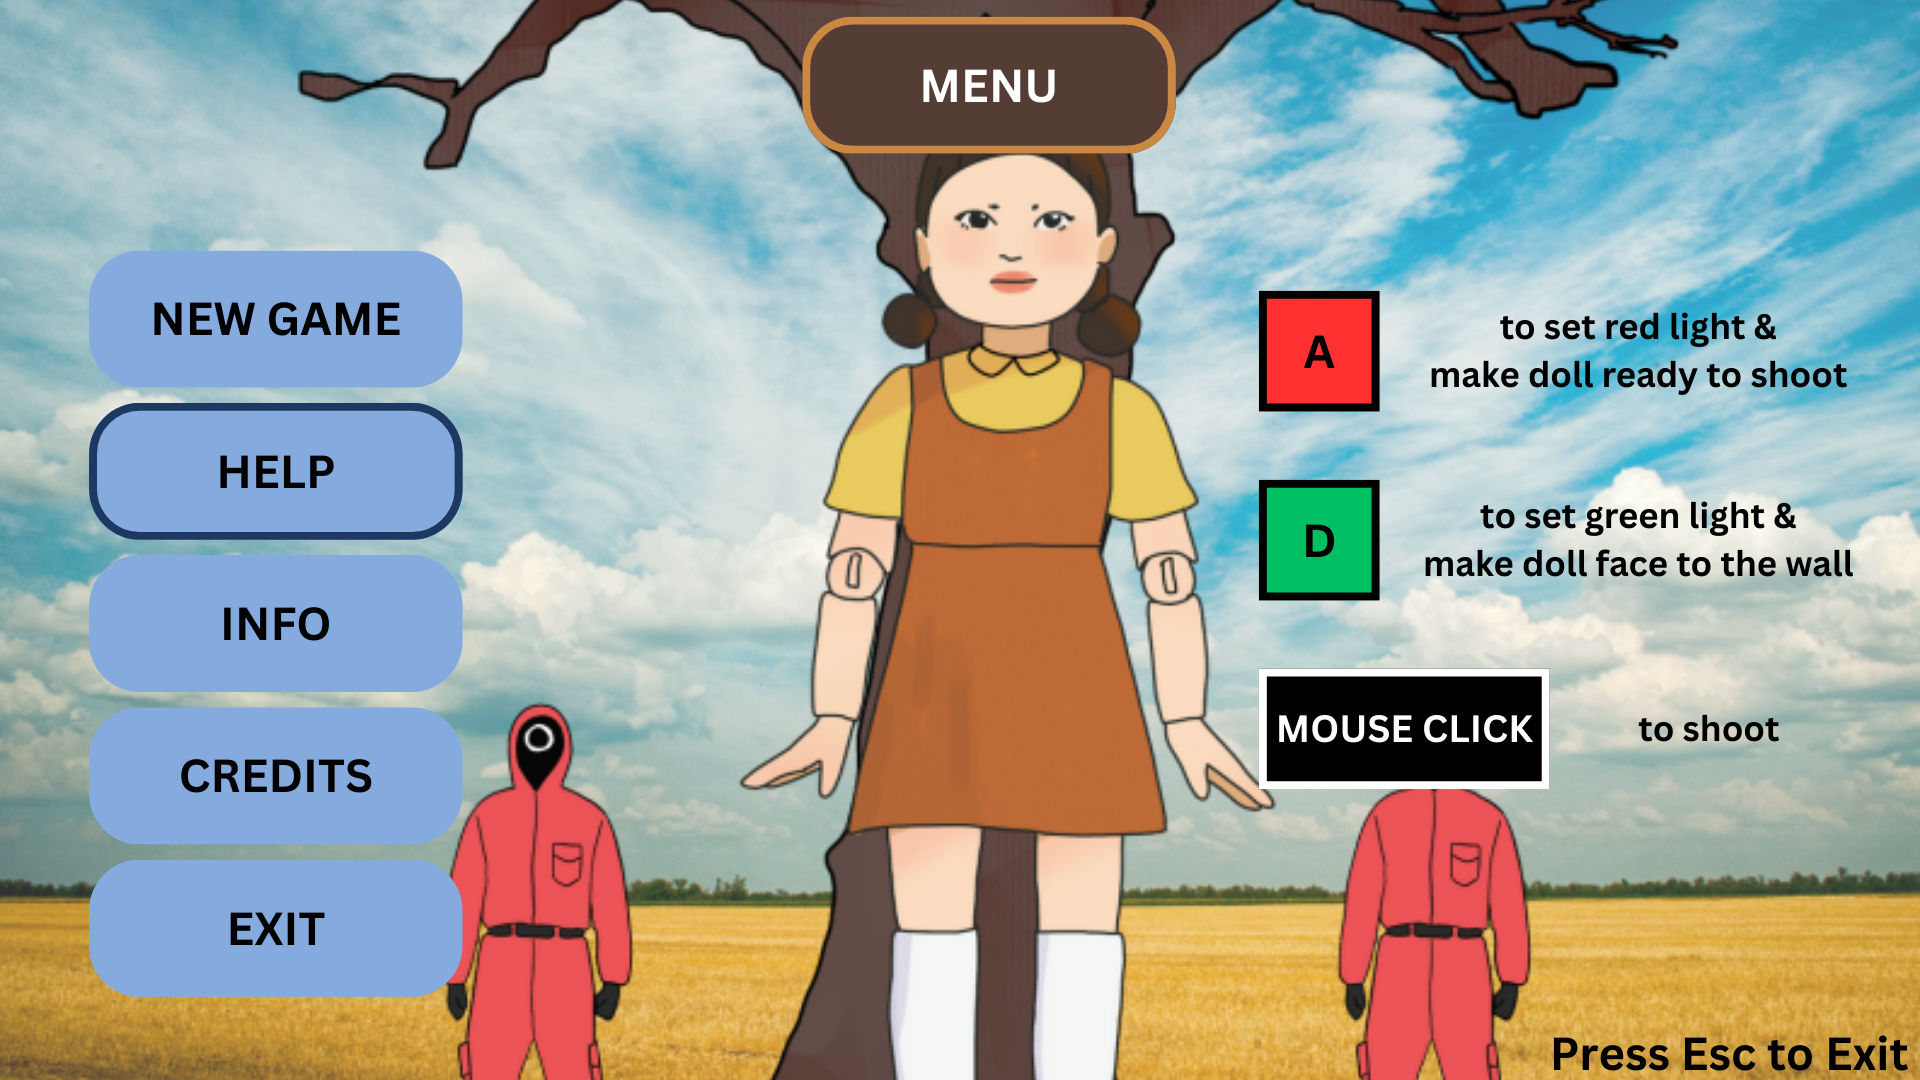 MENU
NEW GAME
HELP
INFO
CREDITS
EXIT
A
to set red light &
make doll ready to shoot
D
to set green light &
make doll face to the wall
MOUSE CLICK
to shoot
Press Esc to Exit